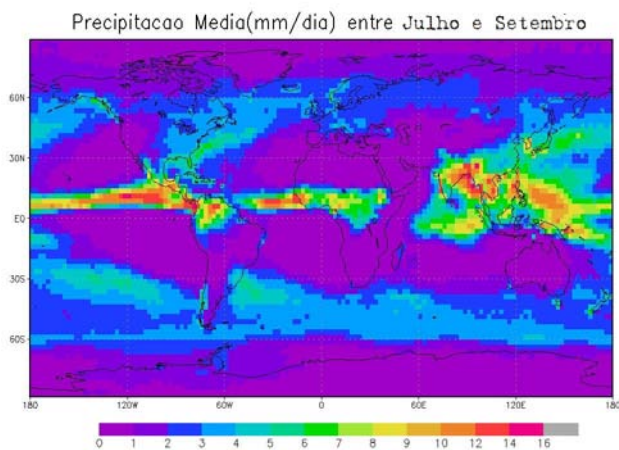 Precipitacao Media(mm/dia) entre Julho e Setembro
60N
30N
EQ
30S
60S
180 120W 60W 0 60E 120E 180
0 1 2 3 4 5 6 7 8 9 10 12 14 16